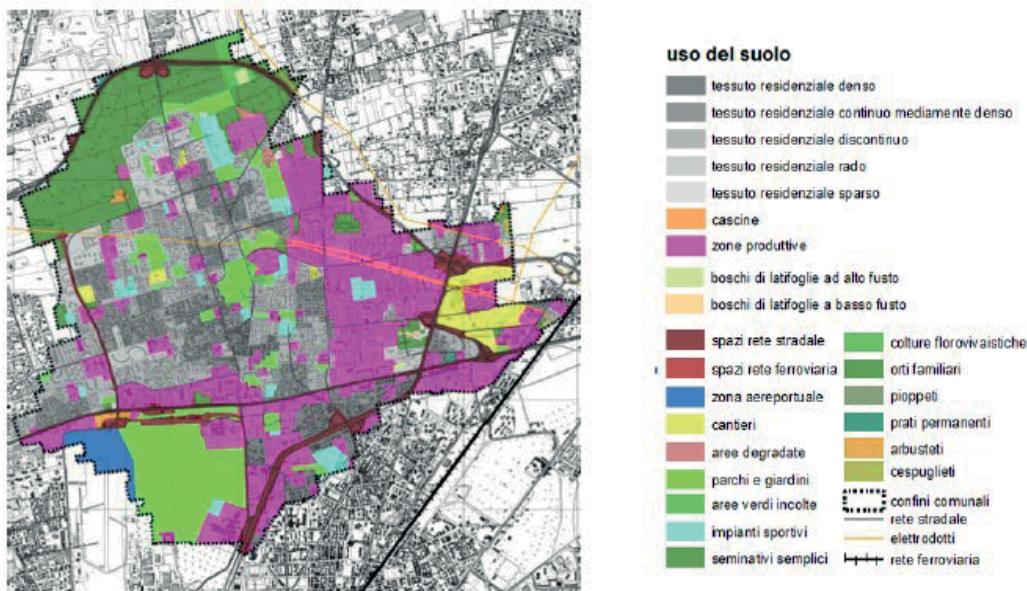 uso del suolo
tessuto residenziale denso
tessuto residenziale continuo mediamente denso
tessuto residenziale discontinuo
tessuto residenziale rado
tessuto residenziale sparso
cascine
zone produttive
boschi di latifoglie ad alto fusto
boschi di latifoglie a basso fusto
spazi rete stradale
spazi rete ferroviaria
zona aereportuale
cantieri
aree degradate
parchi e giardini
aree verdi incolte
impianti sportivi
seminativi semplici
colture florovivaistiche
orti familiari
pioppeti
prati permanenti
arbusteti
cespuglieti
confini comunali
rete stradale
elettrodotti
rete ferroviaria